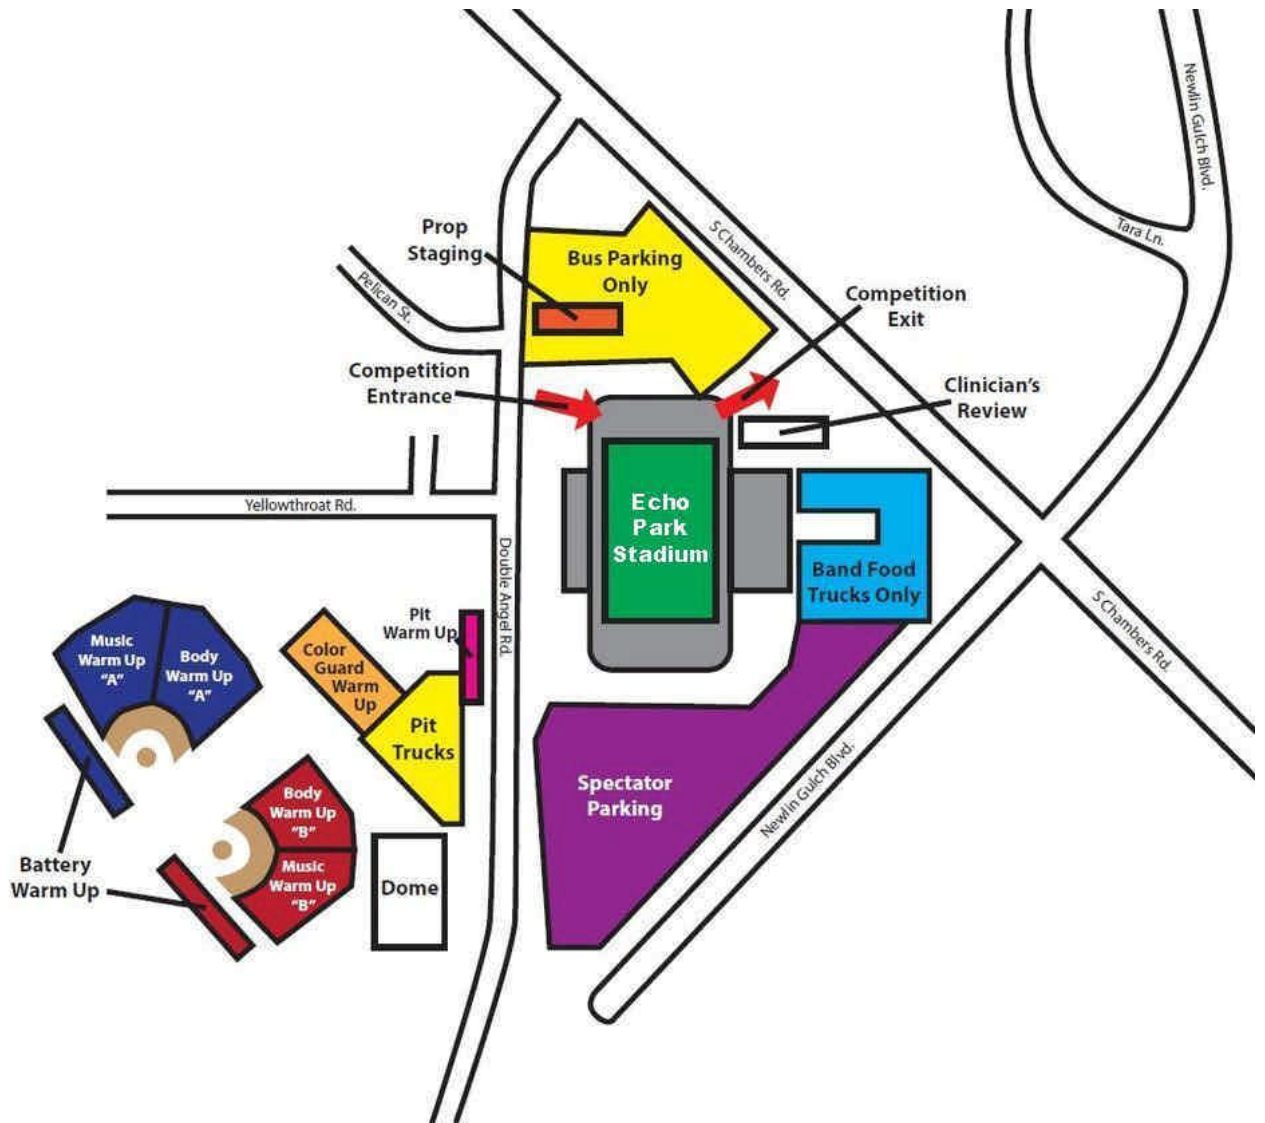 Newlin Gulch Blvd.
Tara Ln.
S Chambers Rd.
Prop
Staging
Bus Parking
Only
Pelican St.
Competition
Exit
Competition
Entrance
Clinician's
Review
Echo
Park
Stadium
Yellowthroat Rd.
Double Angel Rd.
Band Food
Trucks Only
S Chambers Rd.
Pit
Warm Up
Music
Warm Up
"A"
Body
Warm Up
"A"
Color
Guard
Warm
Up
Pit
Trucks
Spectator
Parking
Newlin Gulch Blvd.
Body
Warm Up
"B"
Music
Warm Up
"B"
Battery
Warm Up
Dome